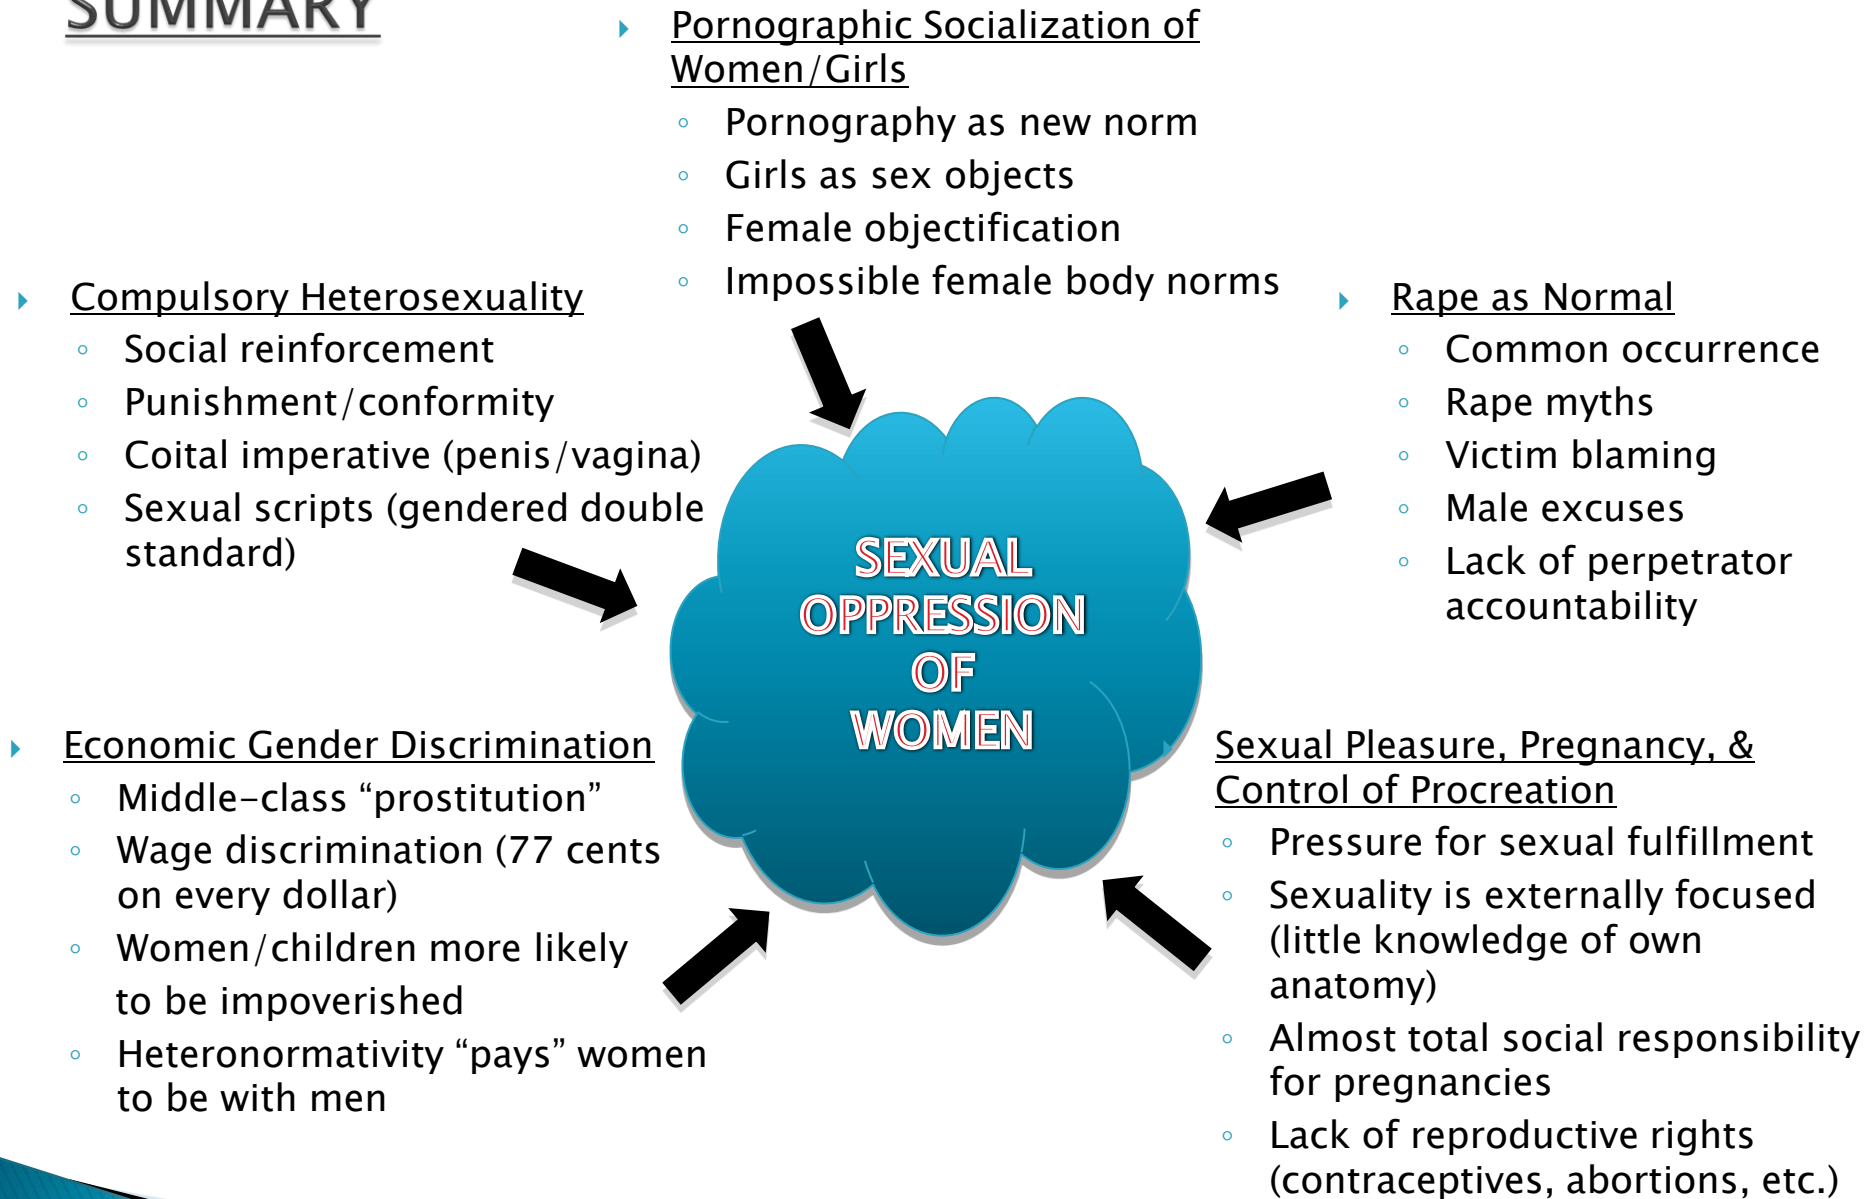 SUMMARY
Pornographic Socialization of
Women/Girls
Pornography as new norm
Girls as sex objects
Female objectification
Impossible female body norms
Compulsory Heterosexuality
Social reinforcement
Punishment/conformity
Coital imperative (penis/vagina)
Sexual scripts (gendered double
standard)
Rape as Normal
Common occurrence
Rape myths
Victim blaming
Male excuses
Lack of perpetrator
accountability
SEXUAL
OPPRESSION
OF
WOMEN
Economic Gender Discrimination
Middle-class “prostitution”
Wage discrimination (77 cents
on every dollar)
Women/children more likely
to be impoverished
Heteronormativity “pays” women
to be with men
Sexual Pleasure, Pregnancy, &
Control of Procreation
Pressure for sexual fulfillment
Sexuality is externally focused
(little knowledge of own
anatomy)
Almost total social responsibility
for pregnancies
Lack of reproductive rights
(contraceptives, abortions, etc.)